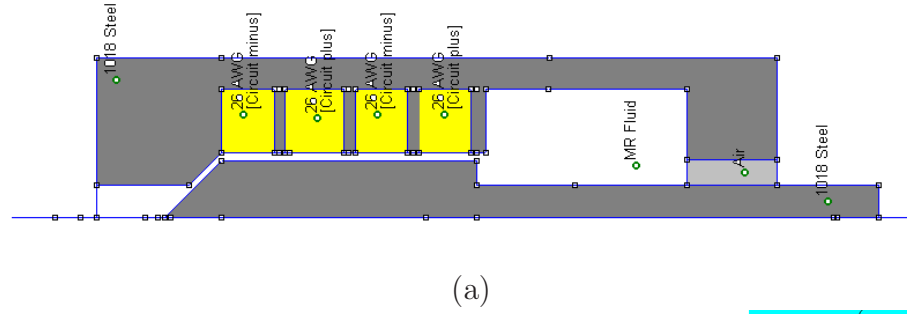 1018 Steel
26 AWG
[Circuit minus]
26 AWG
[Circuit plus]
26 AWG
[Circuit minus]
26 AWG
[Circuit plus]
MR Fluid
Air
1018 Steel
(a)